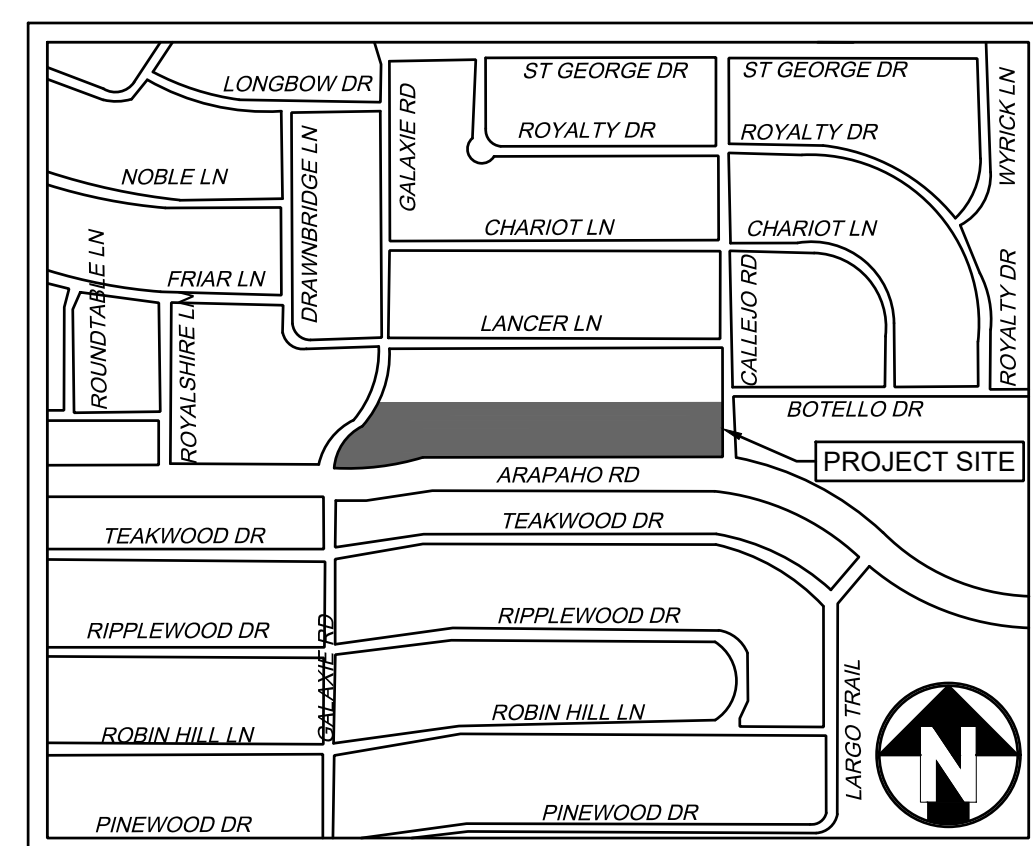 LONGBOW DR
GALAXIE RD
ST GEORGE DR
ST GEORGE DR
WYRICK LN
ROYALTY DR
ROYALTY DR
DRAWNBRIDGE LN
NOBLE LN
CHARIOT LN
CHARIOT LN
ROUNDTABLE LN
FRIAR LN
ROYALSHIRE LN
LANCER LN
CALLEJO RD
ROYALTY DR
BOTELLO DR
PROJECT SITE
ARAPAHO RD
TEAKWOOD DR
TEAKWOOD DR
RIPPLEWOOD DR
RIPPLEWOOD DR
GALAXIE RD
ROBIN HILL LN
ROBIN HILL LN
LARGO TRAIL
N
PINEWOOD DR
PINEWOOD DR